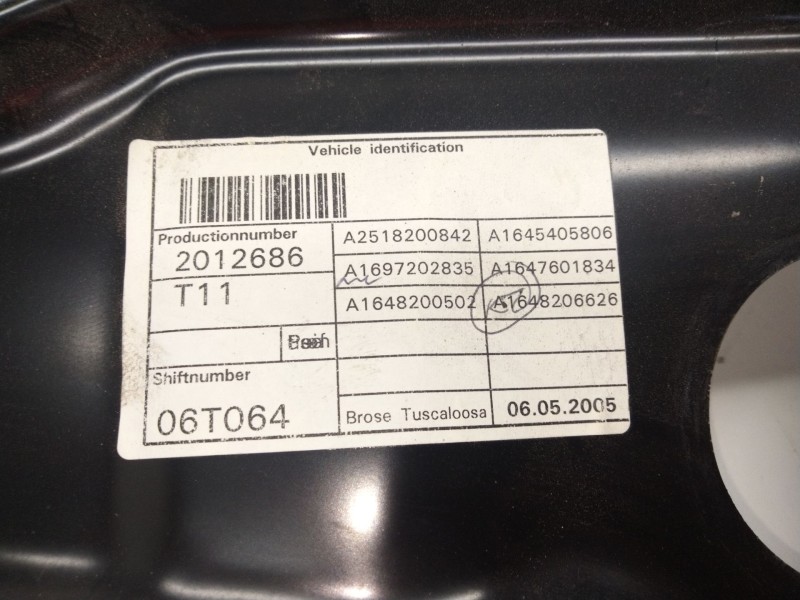 Vehicle identification
Productionnumber
2012686
T11
Shiftnumber
06T064
A2518200842 A1645405806
A1697202835 A1647601834
A1648200502 A1648206626
Brose Tuscaloosa 06.05.2005